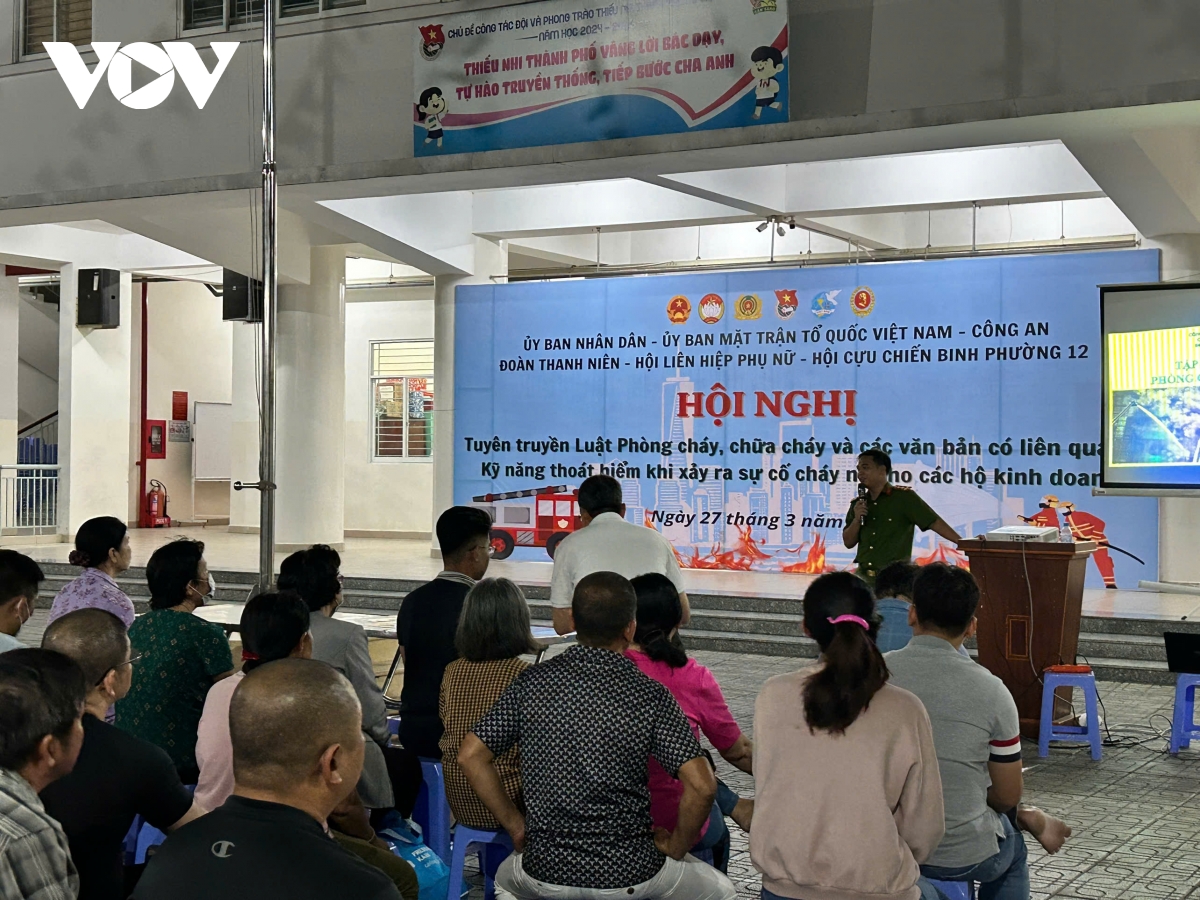 VOV
CHỦ ĐỀ CÔNG TÁC ĐỘI VÀ PHONG TRÀO THIẾU NHI
NĂM HỌC 2024 -
THIẾU NHI THÀNH PHỐ VÂNG LỜI BÁC DẠY,
TỰ HÀO TRUYỀN THỐNG, TIẾP BƯỚC CHA ANH
ỦY BAN NHÂN DÂN - ỦY BAN MẶT TRẬN TỔ QUỐC VIỆT NAM - CÔNG AN
ĐOÀN THANH NIÊN - HỘI LIÊN HIỆP PHỤ NỮ - HỘI CỰU CHIẾN BINH PHƯỜNG 12
HỘI NGHỊ
Tuyên truyền Luật Phòng cháy, chữa cháy và các văn bản có liên qua
Kỹ năng thoát hiểm khi xảy ra sự cố cháy các hộ kinh doan
Ngày 27 tháng 3 năm
TẬP
PHÒNG